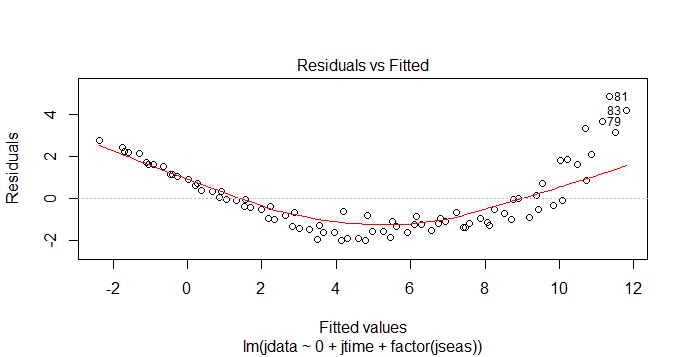 Residuals vs Fitted
Residuals
4
2
0
-2
81
83
79
-2 0 2 4 6 8 10 12
Fitted values
lm(jdata ~ 0 + jtime + factor(jseas))